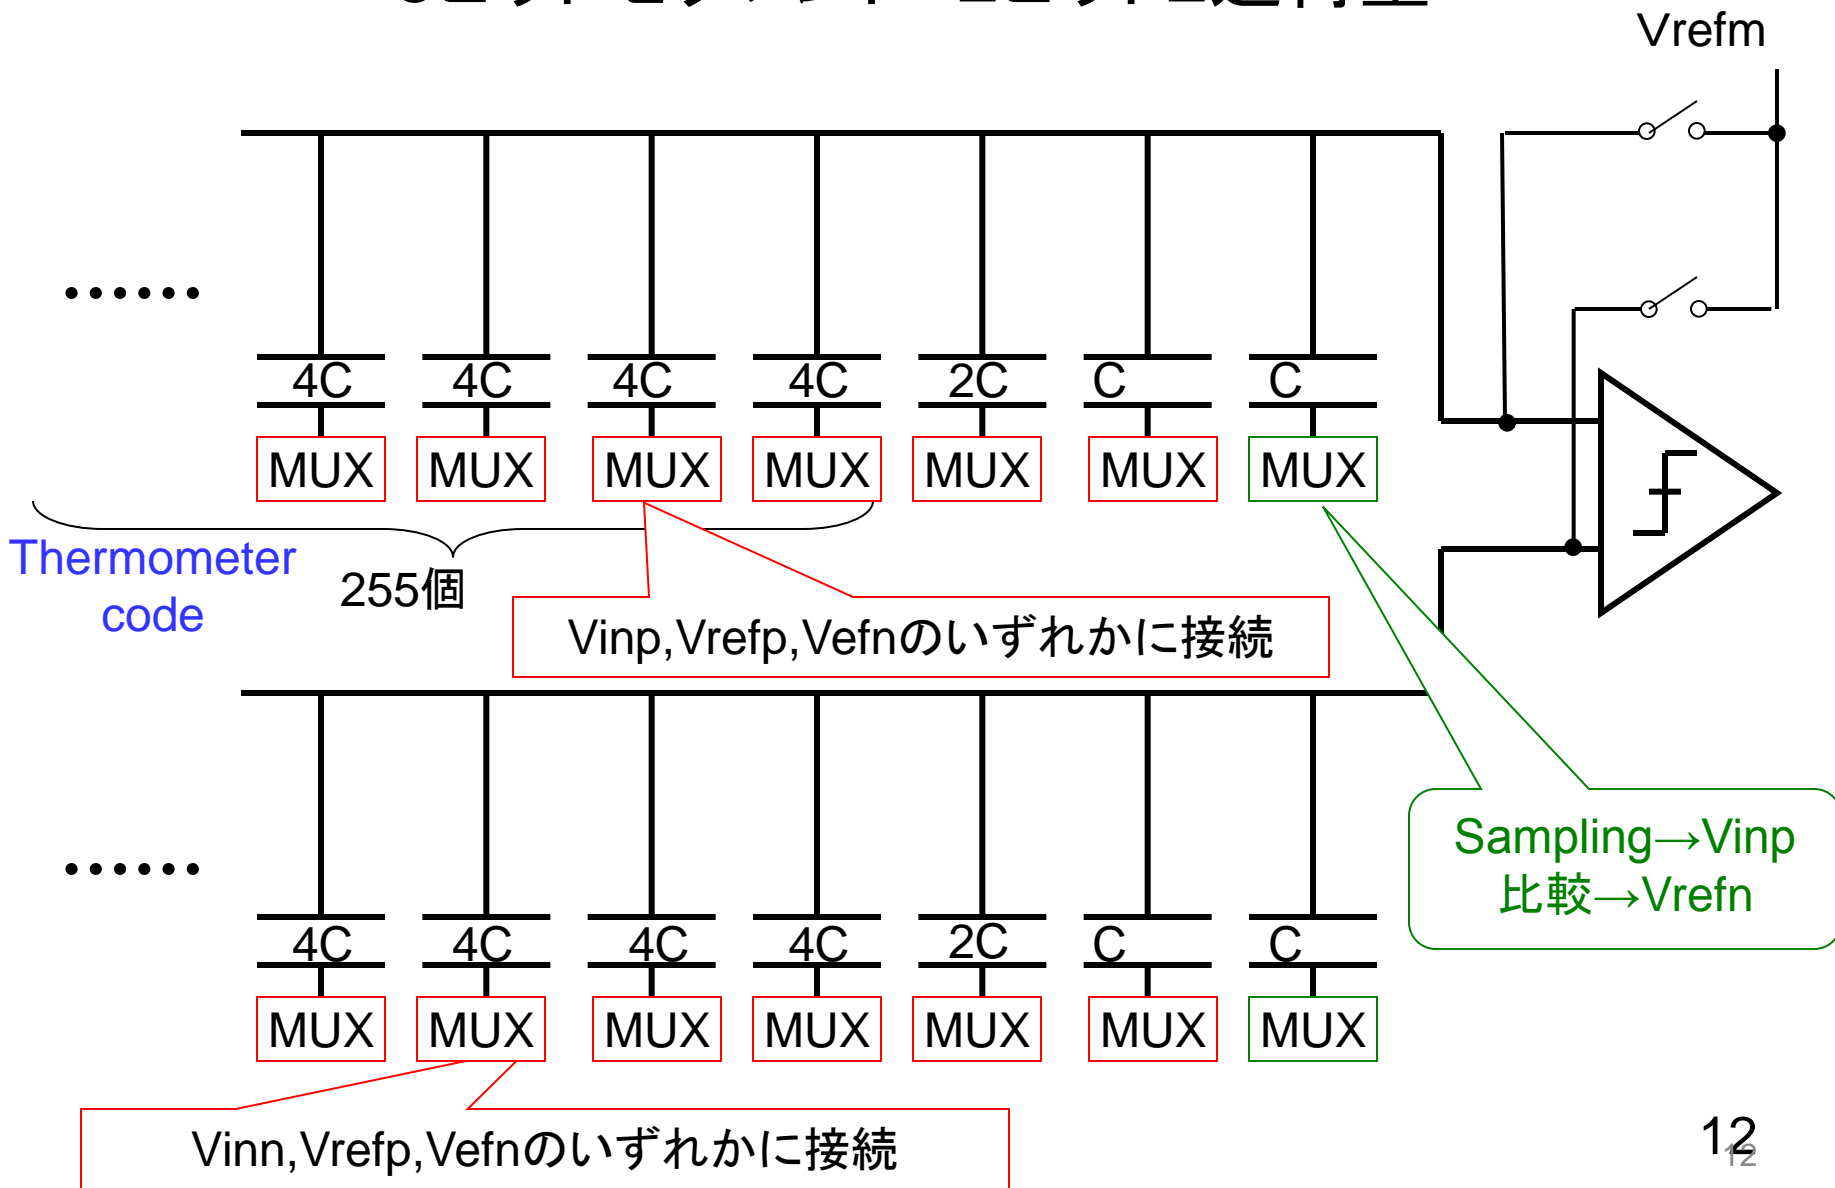 Vrefm
......
4C 4C 4C 4C 2C C C
MUX MUX MUX MUX MUX MUX MUX
Thermometer
code
255個
Vinp,Vrefp,Vefnのいずれかに接続
Sampling→Vinp
比較→Vrefn
......
4C 4C 4C 4C 2C C C
MUX MUX MUX MUX MUX MUX MUX
Vinn,Vrefp,Vefnのいずれかに接続
12
12